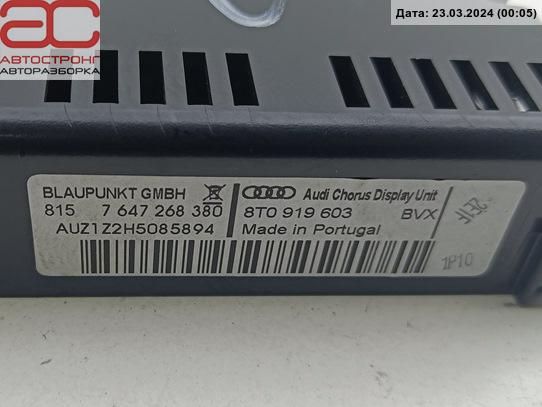 Дата: 23.03.2024 (00:05)
АС
АВТОСТРОНГ
АВТОРАЗБОРКА
BLAUPUNKT GMBH
Audi Chorus Display Unit
815 7 647 268 380
8T0 919 603 BVX
AUZ1Z2H5085894
Made in Portugal
1P10